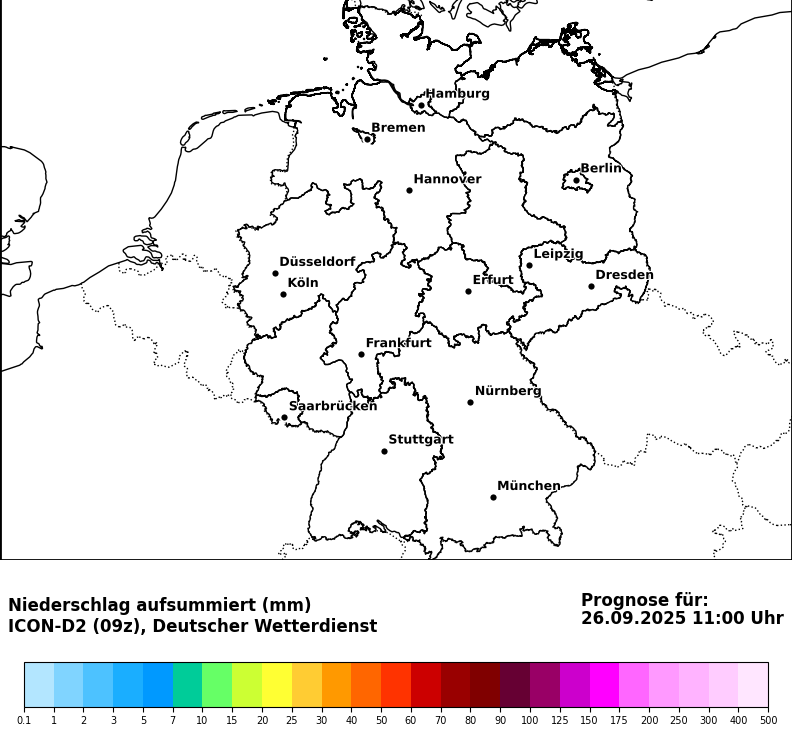 Hamburg
Bremen
Berlin
Hannover
Leipzig
Düsseldorf
Dresden
Köln
Erfurt
Frankfurt
Nürnberg
Saarbrücken
Stuttgart
München
Niederschlag aufsummiert (mm)
ICON-D2 (09z), Deutscher Wetterdienst
Prognose für:
26.09.2025 11:00 Uhr
0.1 1 2 3 5 7 10 15 20 25 30 40 50 60 70 80 90 100 125 150 175 200 250 300 400 500